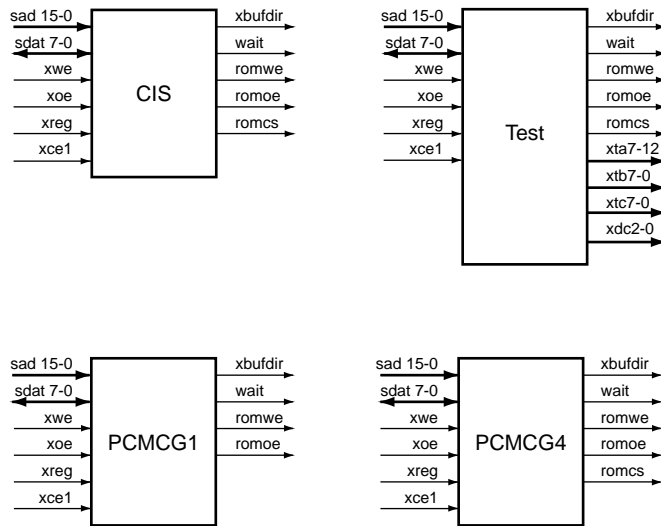 sad 15-0
sdat 7-0
xwe
xoe
xreg
xce1
CIS
xbufdir
wait
romwe
romoe
romcs
sad 15-0
sdat 7-0
xwe
xoe
xreg
xce1
Test
xbufdir
wait
romwe
romoe
romcs
xta7-12
xtb7-0
xtc7-0
xdc2-0
sad 15-0
sdat 7-0
xwe
xoe
xreg
xce1
PCMCG1
xbufdir
wait
romwe
romoe
sad 15-0
sdat 7-0
xwe
xoe
xreg
xce1
PCMCG4
xbufdir
wait
romwe
romoe
romcs